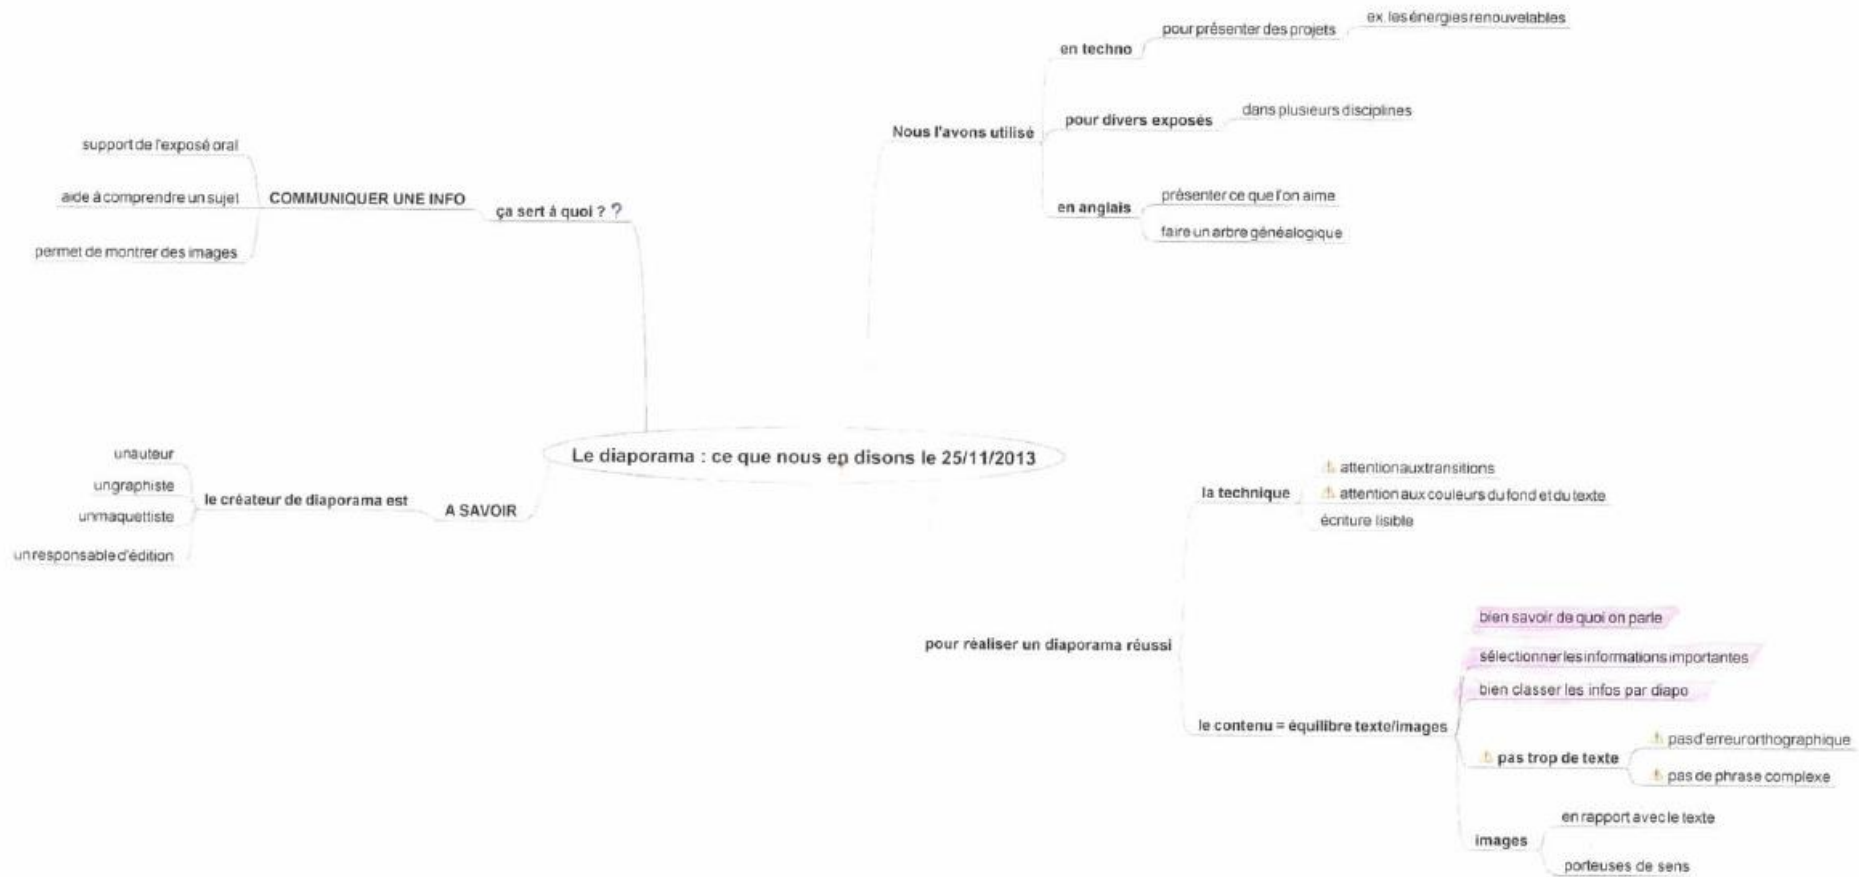 Le diaporama : ce que nous en disons le 25/11/2013
ça sert à quoi ? ?
COMMUNIQUER UNE INFO
support de l'exposé oral
aide à comprendre un sujet
permet de montrer des images
A SAVOIR
le créateur de diaporama est
un auteur
un graphiste
un maquettiste
un responsable d'édition
Nous l'avons utilisé
en techno
pour présenter des projets
ex. les énergies renouvelables
pour divers exposés
dans plusieurs disciplines
en anglais
présenter ce que l'on aime
faire un arbre généalogique
pour réaliser un diaporama réussi
la technique
attention aux transitions
attention aux couleurs du fond et du texte
écriture lisible
le contenu = équilibre texte/images
bien savoir de quoi on parle
sélectionner les informations importantes
bien classer les infos par diapo
pas trop de texte
pas d'erreur orthographique
pas de phrase complexe
images
en rapport avec le texte
porteuses de sens